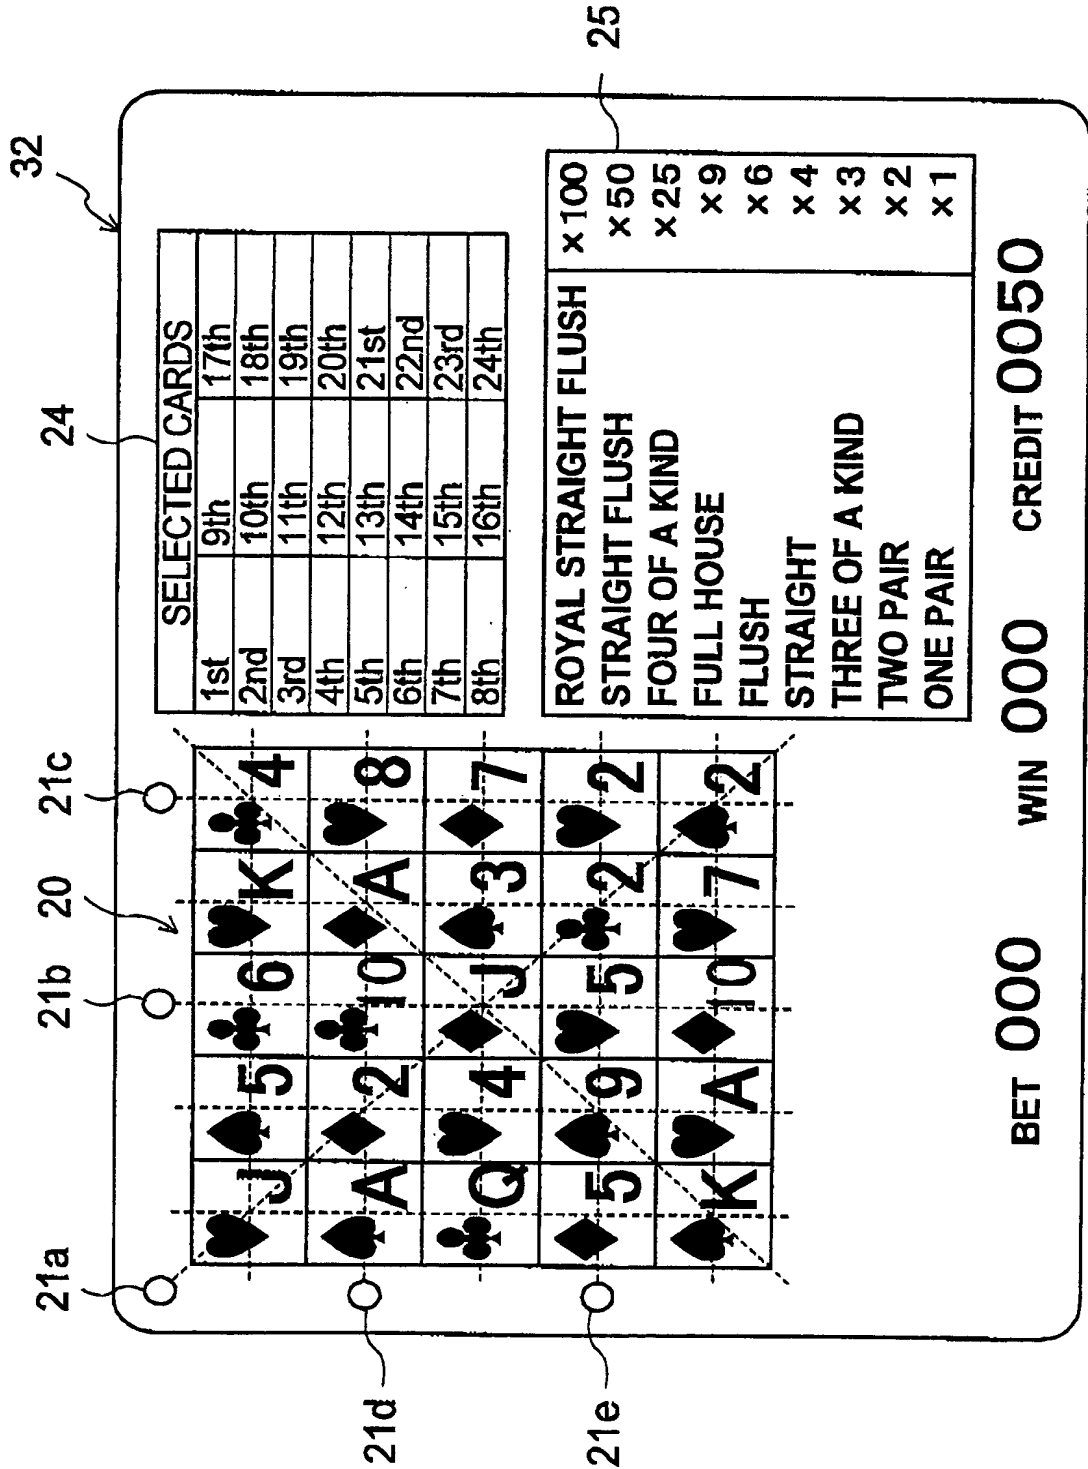 32
21a 21b 20 21c 24
SELECTED CARDS
1st 9th 17th
2nd 10th 18th
3rd 11th 19th
4th 12th 20th
5th 13th 21st
6th 14th 22nd
7th 15th 23rd
8th 16th 24th
♥J ♠5 ♣6 ♥K ♣4
♠A ♦2 ♣10 ♦A ♥8
♣Q ♥4 ♦J ♠3 ♦7
♦5 ♠9 ♥5 ♣2 ♥2
♠K ♥A ♦10 ♥7 ♠2
21d
21e
25
ROYAL STRAIGHT FLUSH ×100
STRAIGHT FLUSH ×50
FOUR OF A KIND ×25
FULL HOUSE ×9
FLUSH ×6
STRAIGHT ×4
THREE OF A KIND ×3
TWO PAIR ×2
ONE PAIR ×1
BET 000 WIN 000 CREDIT 0050